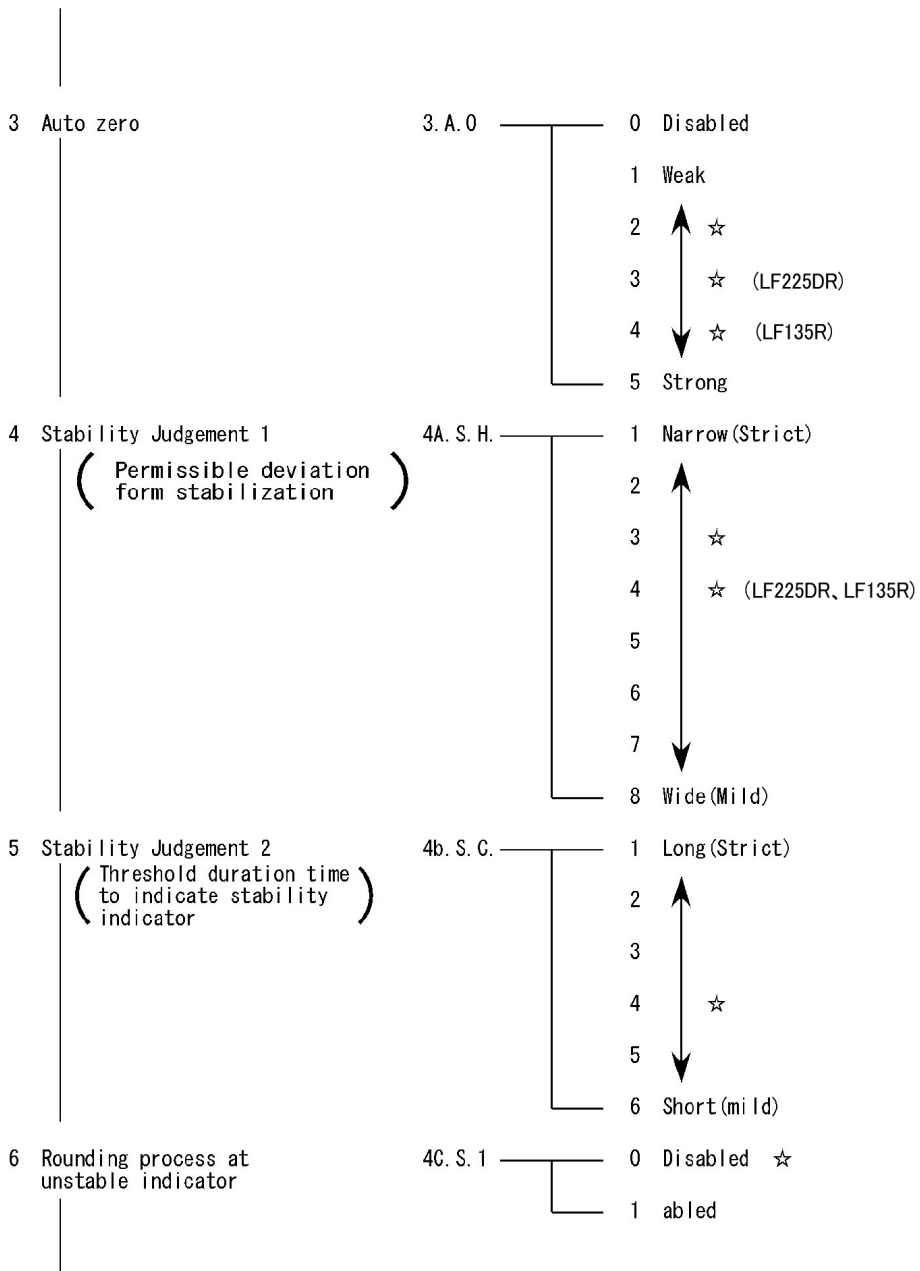 3 Auto zero 3.A.0 0 Disabled
1 Weak
2 ☆
3 ☆ (LF225DR)
4 ☆ (LF135R)
5 Strong
4 Stability Judgement 1 4A.S.H. 1 Narrow(Strict)
(Permissible deviation
form stabilization)
2
3 ☆
4 ☆ (LF225DR、LF135R)
5
6
7
8 Wide(Mild)
5 Stability Judgement 2 4b.S.C. 1 Long(Strict)
(Threshold duration time
to indicate stability
indicator)
2
3
4 ☆
5
6 Short(mild)
6 Rounding process at 4C.S.1 0 Disabled ☆
unstable indicator
1 abled